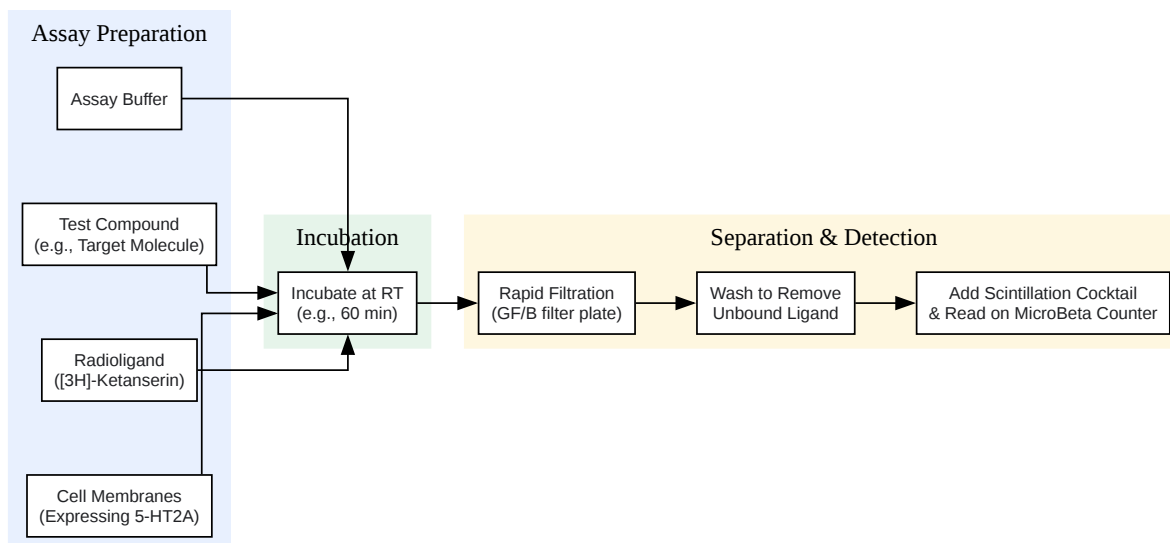 Assay Preparation
Assay Buffer
Test Compound
(e.g., Target Molecule)
Radioligand
([3H]-Ketanserin)
Cell Membranes
(Expressing 5-HT2A)
Incubation
Incubate at RT
(e.g., 60 min)
Separation & Detection
Rapid Filtration
(GF/B filter plate)
Wash to Remove
Unbound Ligand
Add Scintillation Cocktail
& Read on MicroBeta Counter